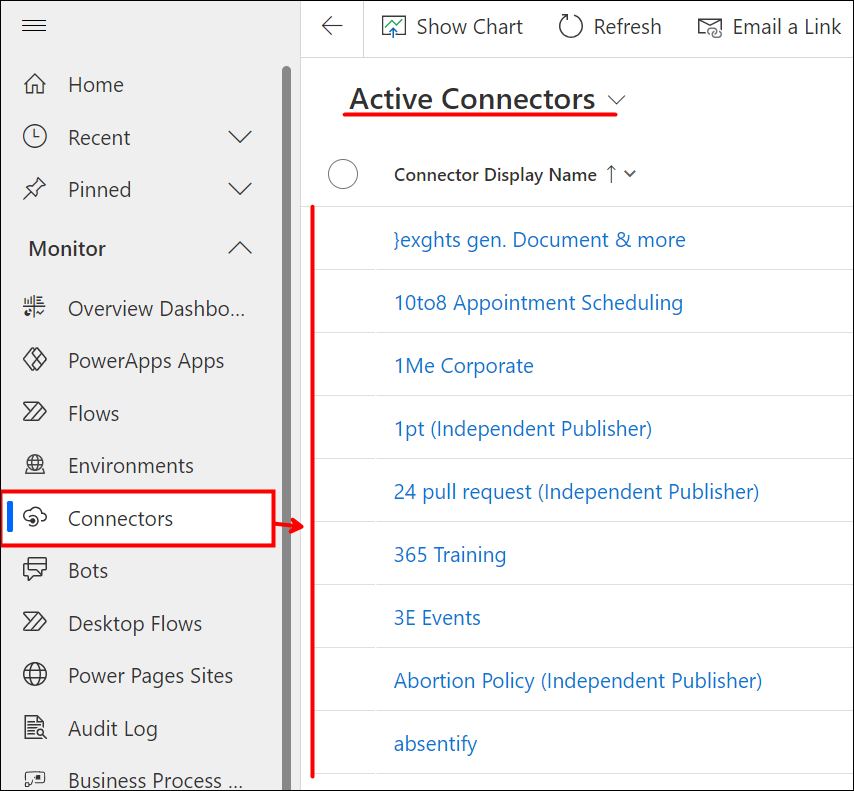 Show Chart
Refresh
Email a Link
Home
Recent
Pinned
Monitor
Overview Dashbo...
PowerApps Apps
Flows
Environments
Connectors
Bots
Desktop Flows
Power Pages Sites
Audit Log
Business Process ...
Active Connectors
Connector Display Name
}exghts gen. Document & more
10to8 Appointment Scheduling
1Me Corporate
1pt (Independent Publisher)
24 pull request (Independent Publisher)
365 Training
3E Events
Abortion Policy (Independent Publisher)
absentify